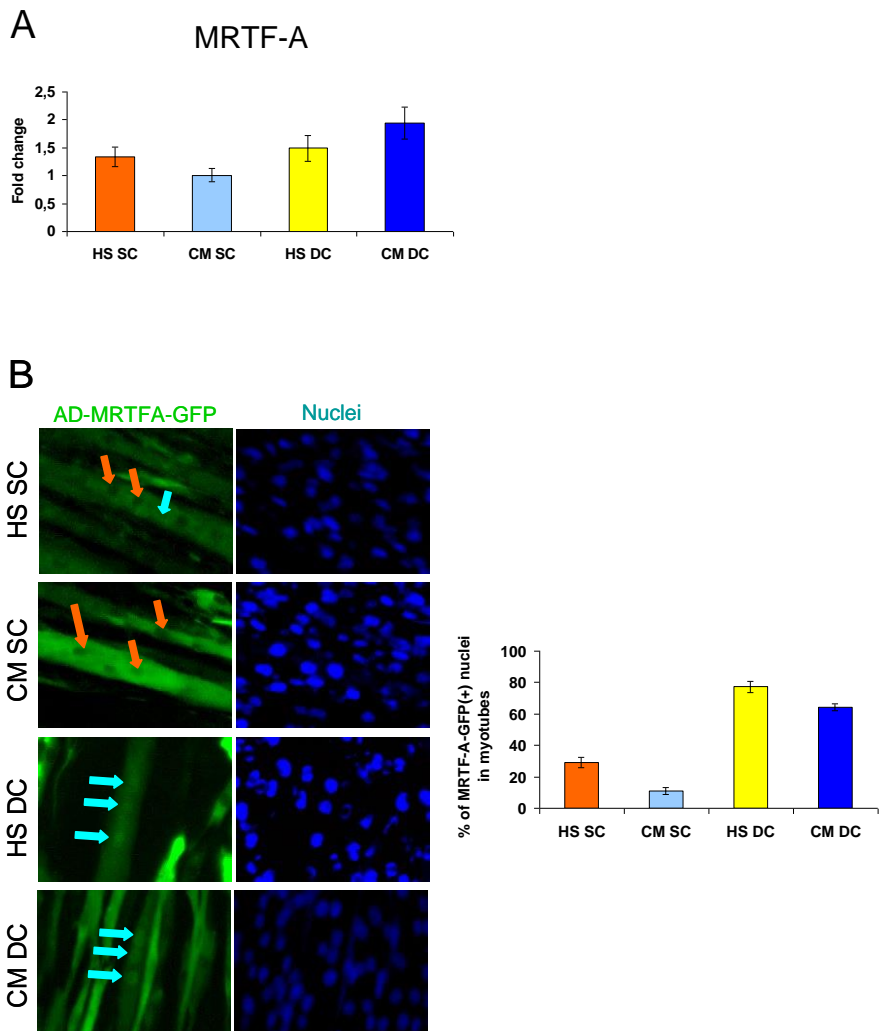 A
MRTF-A
Fold change
2,5
2
1,5
1
0,5
0
HS SC CM SC HS DC CM DC
B
AD-MRTFA-GFP Nuclei
HS SC
CM SC
HS DC
CM DC
% of MRTF-A-GFP(+) nuclei
in myotubes
100
80
60
40
20
0
HS SC CM SC HS DC CM DC